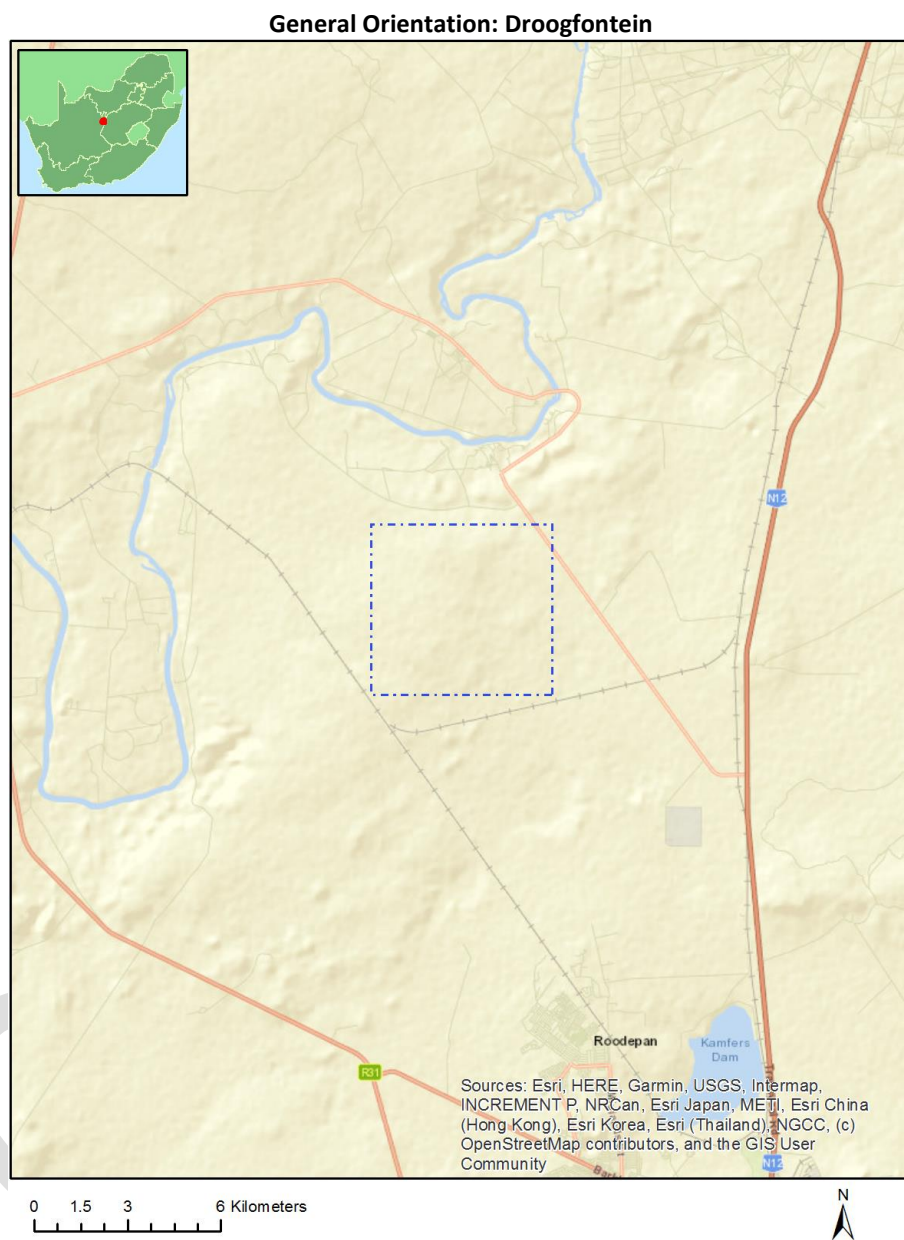 General Orientation: Droogfontein
N12
Roodepan
Kamfers
Dam
R31
Sources: Esri, HERE, Garmin, USGS, Intermap,
INCREMENT P, NRCan, Esri Japan, METI, Esri China
(Hong Kong), Esri Korea, Esri (Thailand), NGCC, (c)
OpenStreetMap contributors, and the GIS User
Community
N12
0 1.5 3 6 Kilometers
N